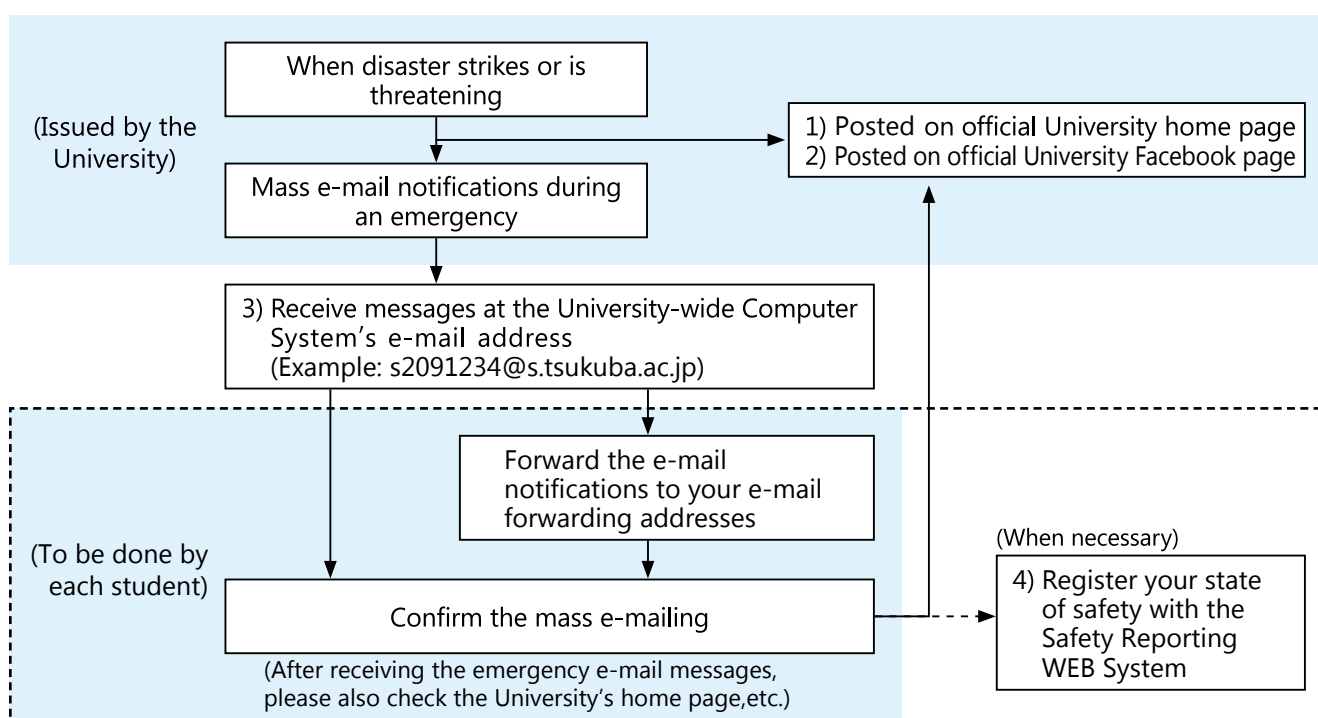 When disaster strikes or is
threatening
(Issued by the
University)
1) Posted on official University home page
2) Posted on official University Facebook page
Mass e-mail notifications during
an emergency
3) Receive messages at the University-wide Computer
System's e-mail address
(Example: s2091234@s.tsukuba.ac.jp)
Forward the e-mail
notifications to your e-mail
forwarding addresses
(To be done by
each student)
Confirm the mass e-mailing
(After receiving the emergency e-mail messages,
please also check the University's home page,etc.)
(When necessary)
4) Register your state
of safety with the
Safety Reporting
WEB System